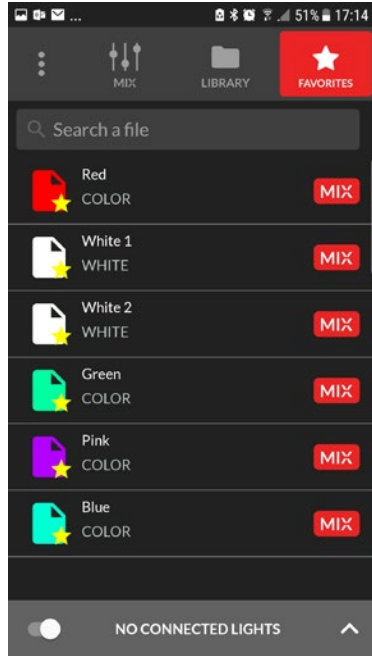 ... 51% 17:14
MIX LIBRARY FAVORITES
Search a file
Red
COLOR MIX
White 1
WHITE MIX
White 2
WHITE MIX
Green
COLOR MIX
Pink
COLOR MIX
Blue
COLOR MIX
NO CONNECTED LIGHTS